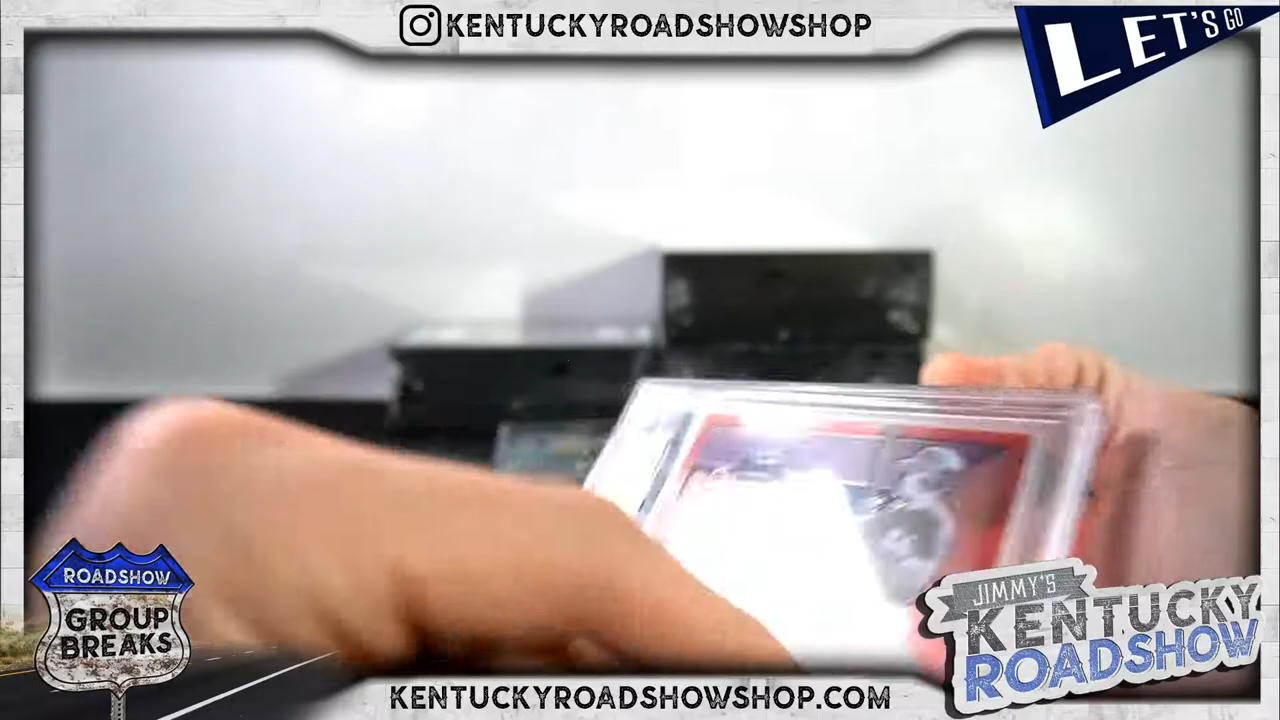 KENTUCKYROADSHOWSHOP
LET'S GO
ROADSHOW
GROUP
BREAKS
JIMMY'S
KENTUCKY
ROADSHOW
KENTUCKYROADSHOWSHOP.COM